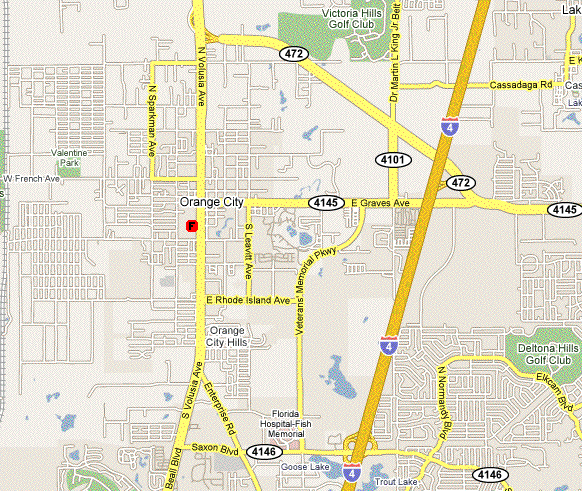 Victoria Hills
Golf Club
Lak
472
N Volusia Ave
Dr Martin L King Jr Belt
E K
Cassadaga Rd
Cas
Lak
N Sparkman Ave
4
Valentine
Park
4101
W French Ave
472
s
Orange City
4145
E Graves Ave
4145
F
S Leavitt Ave
Veterans' Memorial Pkwy
E Rhode Island Ave
Orange
City Hills
4
Deltona Hills
Golf Club
N Normandy Blvd
Elkcam Blvd
S Volusia Ave
Enterprise Rd
Florida
Hospital-Fish
Memorial
Saxon Blvd
4146
Goose Lake
4
Trout Lake
4146
Beall Blvd